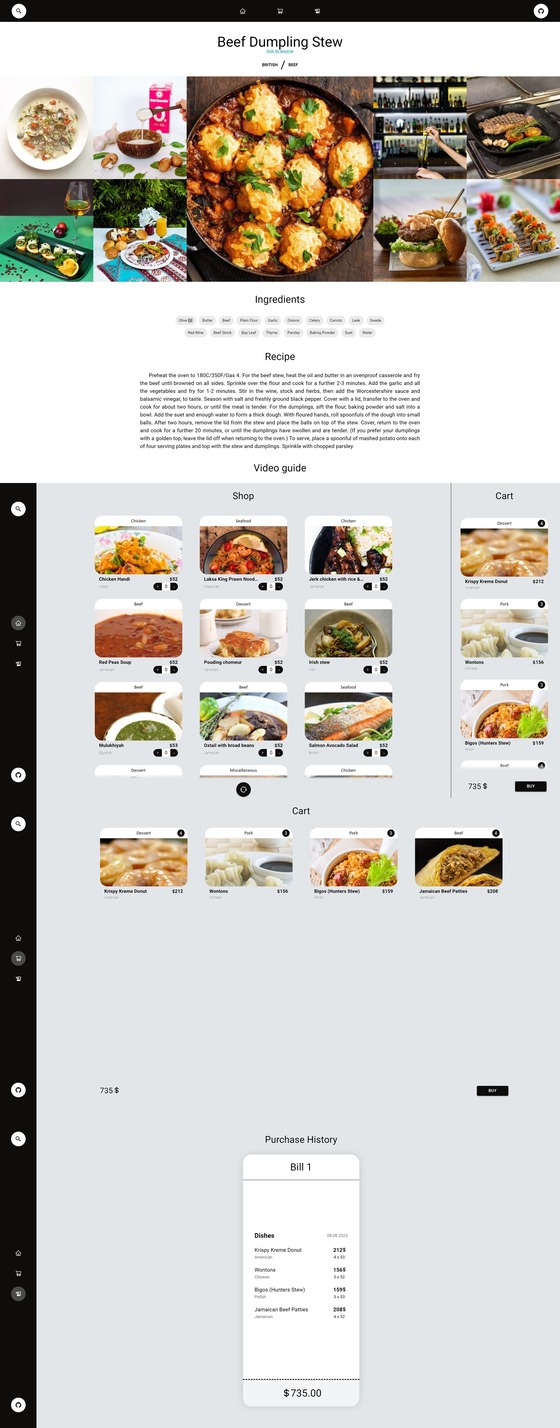 Beef Dumpling Stew
link to source
BRITISH / BEEF
Ingredients
Olive Oil Butter Beef Plain Flour Garlic Onions Celery Carrots Leek Swede
Red Wine Beef Stock Bay Leaf Thyme Parsley Baking Powder Suet Water
Recipe
Preheat the oven to 180C/350F/Gas 4. For the beef stew, heat the oil and butter in an ovenproof casserole and fry
the beef until browned on all sides. Sprinkle over the flour and cook for a further 2-3 minutes. Add the garlic and all
the vegetables and fry for 1-2 minutes. Stir in the wine, stock and herbs, then add the Worcestershire sauce and
balsamic vinegar, to taste. Season with salt and freshly ground black pepper. Cover with a lid, transfer to the oven and
cook for about two hours, or until the meat is tender. For the dumplings, sift the flour, baking powder and salt into a
bowl. Add the suet and enough water to form a thick dough. With floured hands, roll spoonfuls of the dough into small
balls. After two hours, remove the lid from the stew and place the balls on top of the stew. Cover, return to the oven
and cook for a further 20 minutes, or until the dumplings have swollen and are tender. (If you prefer your dumplings
with a golden top, leave the lid off when returning to the oven.) To serve, place a spoonful of mashed potato onto each
of four serving plates and top with the stew and dumplings. Sprinkle with chopped parsley.
Video guide
Shop
Chicken Seafood Chicken
Chicken Handi $52 Laksa King Prawn Nood... $52 Jerk chicken with rice &... $52
0 0 0
Beef Dessert Beef
Red Peas Soup $52 Pouding chomeur $52 Irish stew $52
Jamaican Canadian Irish
0 0 0
Beef Beef Seafood
Mulukhiyah $53 Oxtail with broad beans $52 Salmon Avocado Salad $52
Egyptian Jamaican British
0 0 0
Dessert Miscellaneous Chicken
Cart
Dessert 4
Krispy Kreme Donut $212
American
Pork 3
Wontons $156
Chinese
Pork 3
Bigos (Hunters Stew) $159
Polish
Beef 4
735 $ BUY
Cart
Dessert 4 Pork 3 Pork 3 Beef 4
Krispy Kreme Donut $212 Wontons $156 Bigos (Hunters Stew) $159 Jamaican Beef Patties $208
American Chinese Polish Jamaican
735 $ BUY
Purchase History
Bill 1
Dishes 08.08.2023
Krispy Kreme Donut 212$
American 4 x 53
Wontons 156$
Chinese 3 x 52
Bigos (Hunters Stew) 159$
Polish 3 x 53
Jamaican Beef Patties 208$
Jamaican 4 x 52
$735.00